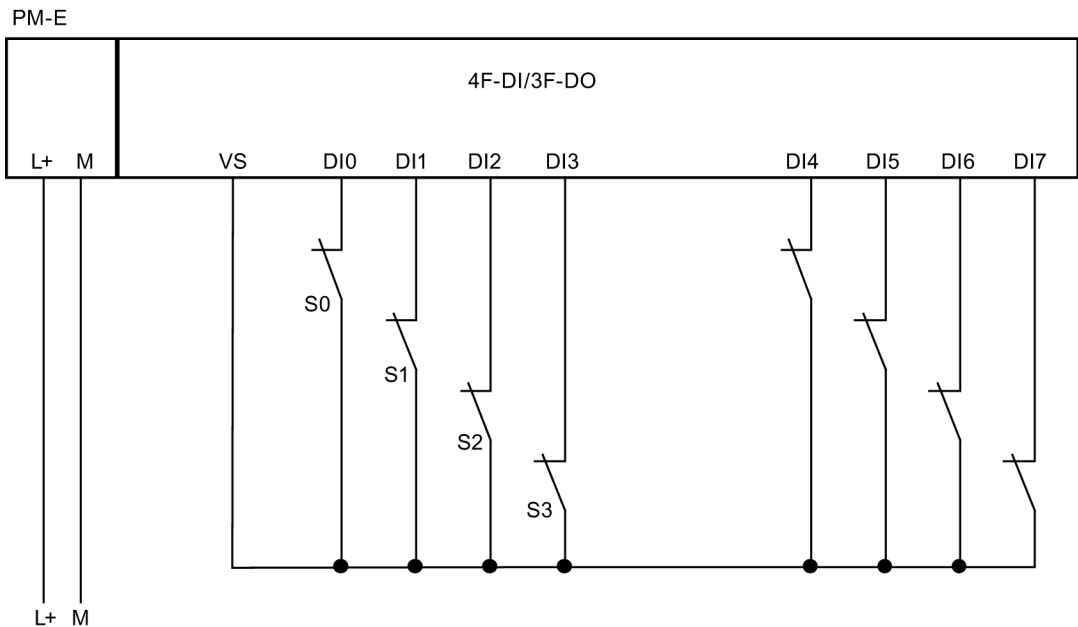 PM-E
4F-DI/3F-DO
L+ M VS DI0 DI1 DI2 DI3 DI4 DI5 DI6 DI7
S0
S1
S2
S3
L+ M